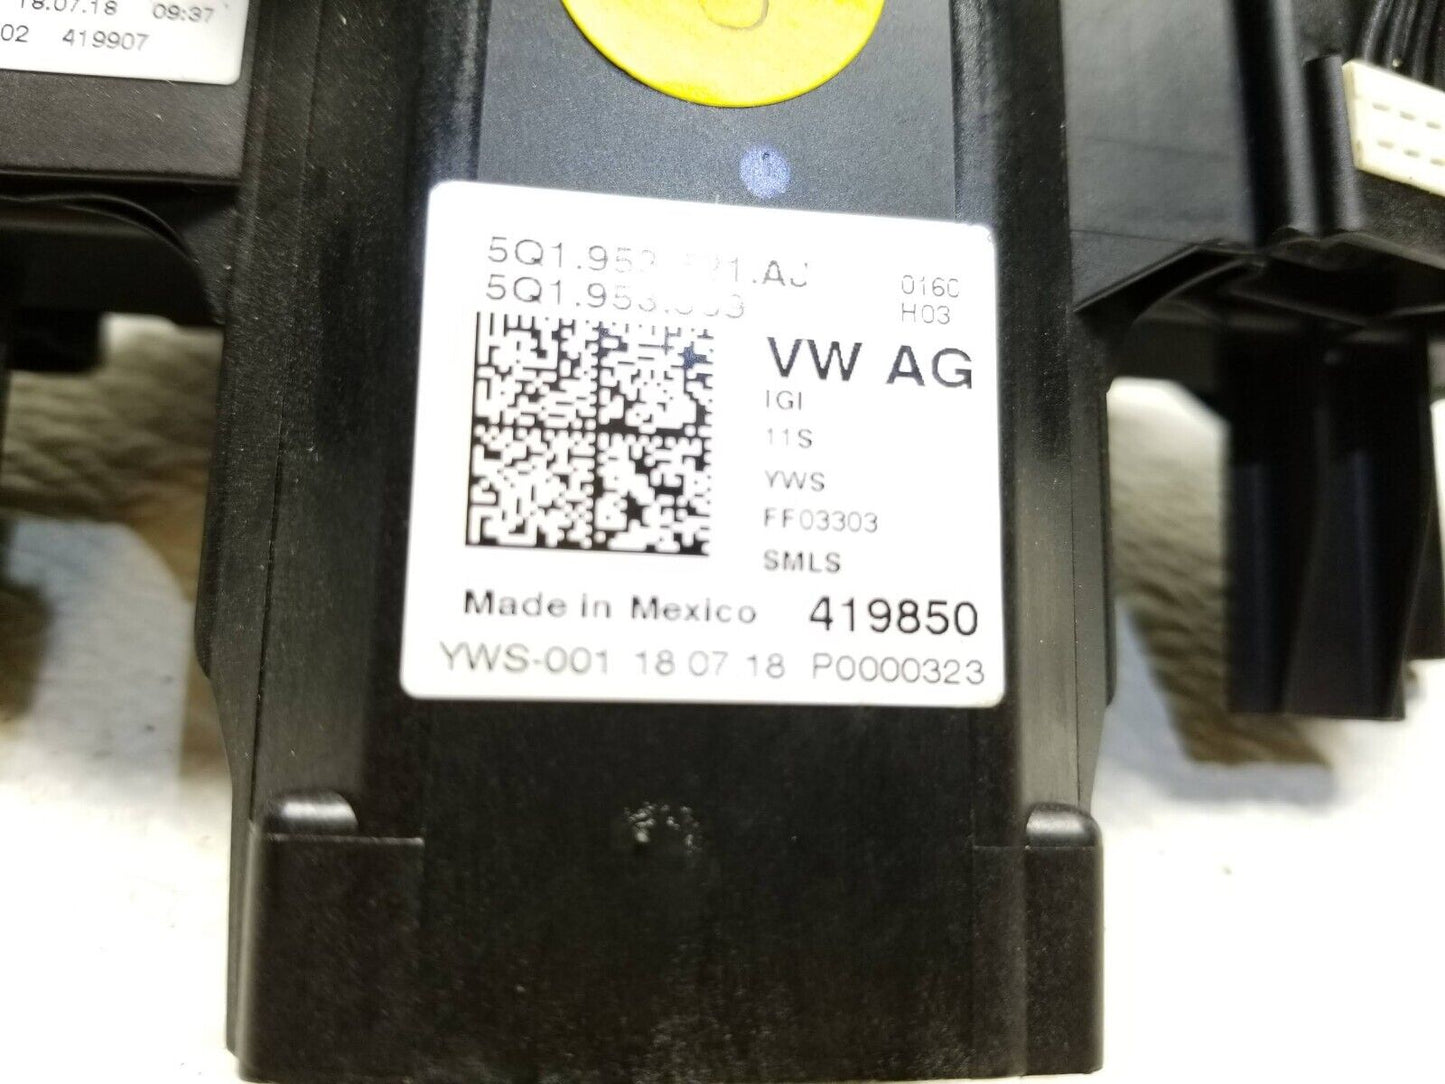 18.07.18 09:37
02 419907
0160
H03
VW AG
IGI
11S
YWS
FF03303
SMLS
Made in Mexico 419850
YWS-001 18 07 18 P0000323